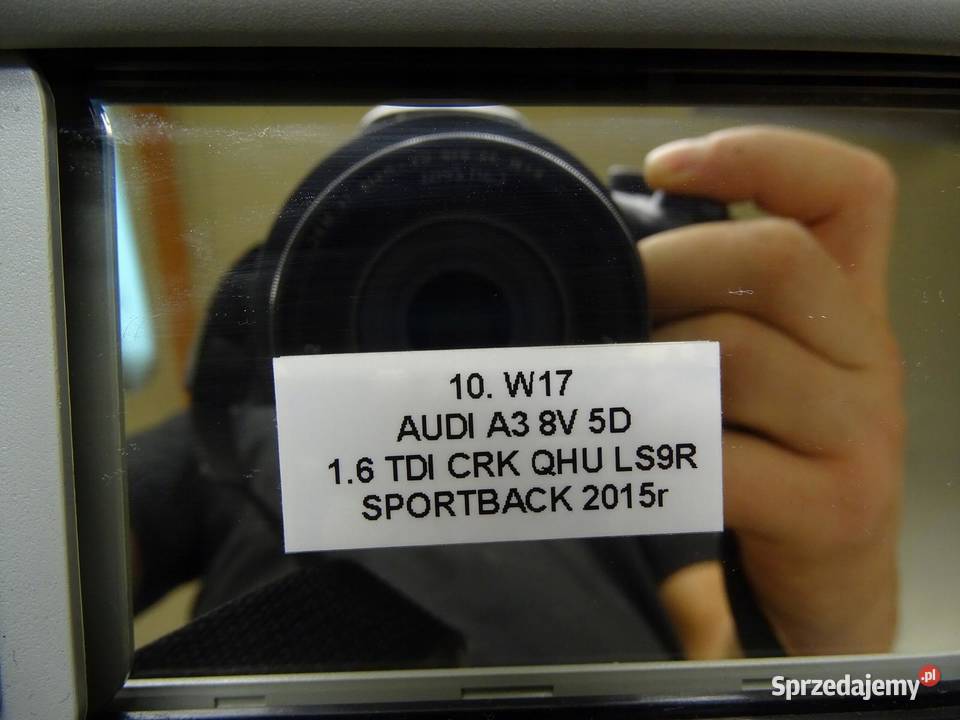 10. W17
AUDI A3 8V 5D
1.6 TDI CRK QHU LS9R
SPORTBACK 2015r
Sprzedajemy.pl